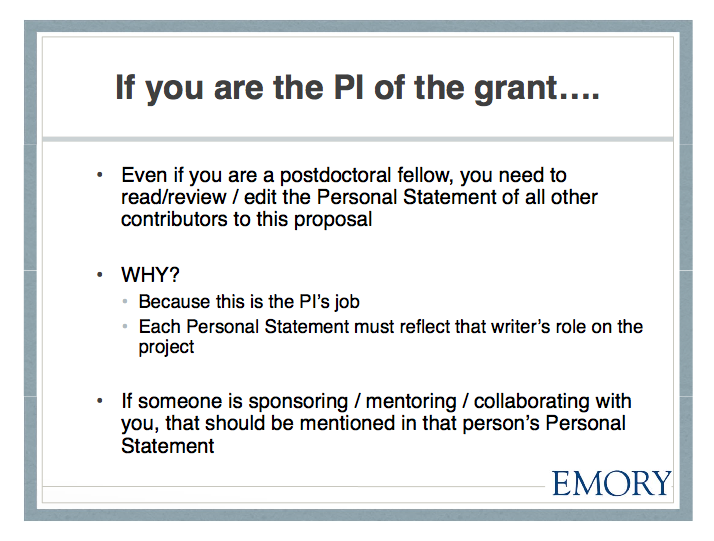 If you are the PI of the grant….
• Even if you are a postdoctoral fellow, you need to
read/review / edit the Personal Statement of all other
contributors to this proposal
• WHY?
• Because this is the PI's job
• Each Personal Statement must reflect that writer's role on the
project
• If someone is sponsoring / mentoring / collaborating with
you, that should be mentioned in that person's Personal
Statement
EMORY